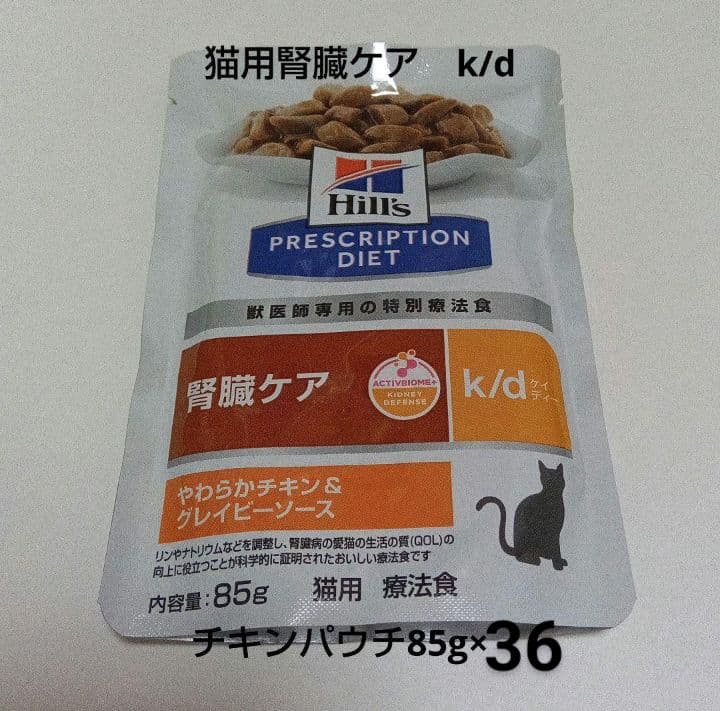 猫用腎臓ケア　k/d
Hill's
PRESCRIPTION
DIET
獣医師専用の特別療法食
腎臓ケア
ACTIVBIOME+
KIDNEY
DEFENSE
k/d ケイ
ディー
やわらかチキン&
グレイビーソース
リンやナトリウムなどを調整し、腎臓病の愛猫の生活の質(QOL)の
向上に役立つことが科学的に証明されたおいしい療法食です
内容量:85g　猫用　療法食
チキンパウチ85g×36